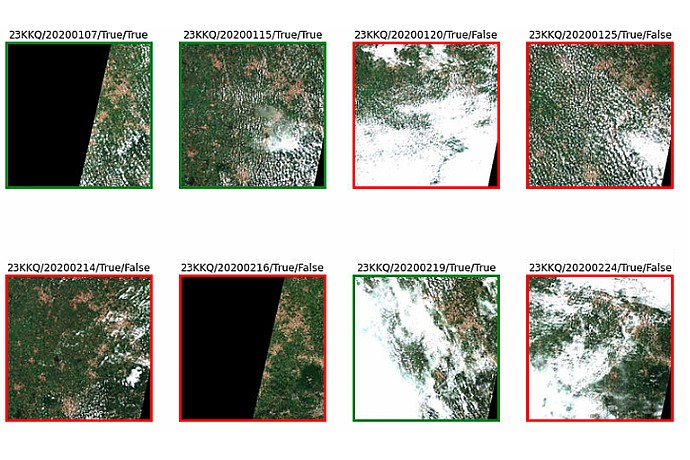 23KKQ/20200107/True/True
23KKQ/20200115/True/True
23KKQ/20200120/True/False
23KKQ/20200125/True/False
23KKQ/20200214/True/False
23KKQ/20200216/True/False
23KKQ/20200219/True/True
23KKQ/20200224/True/False